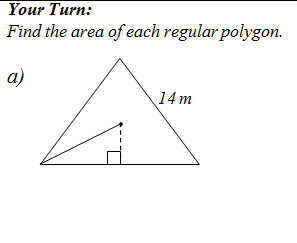 Your Turn:
Find the area of each regular polygon.
a)
14 m